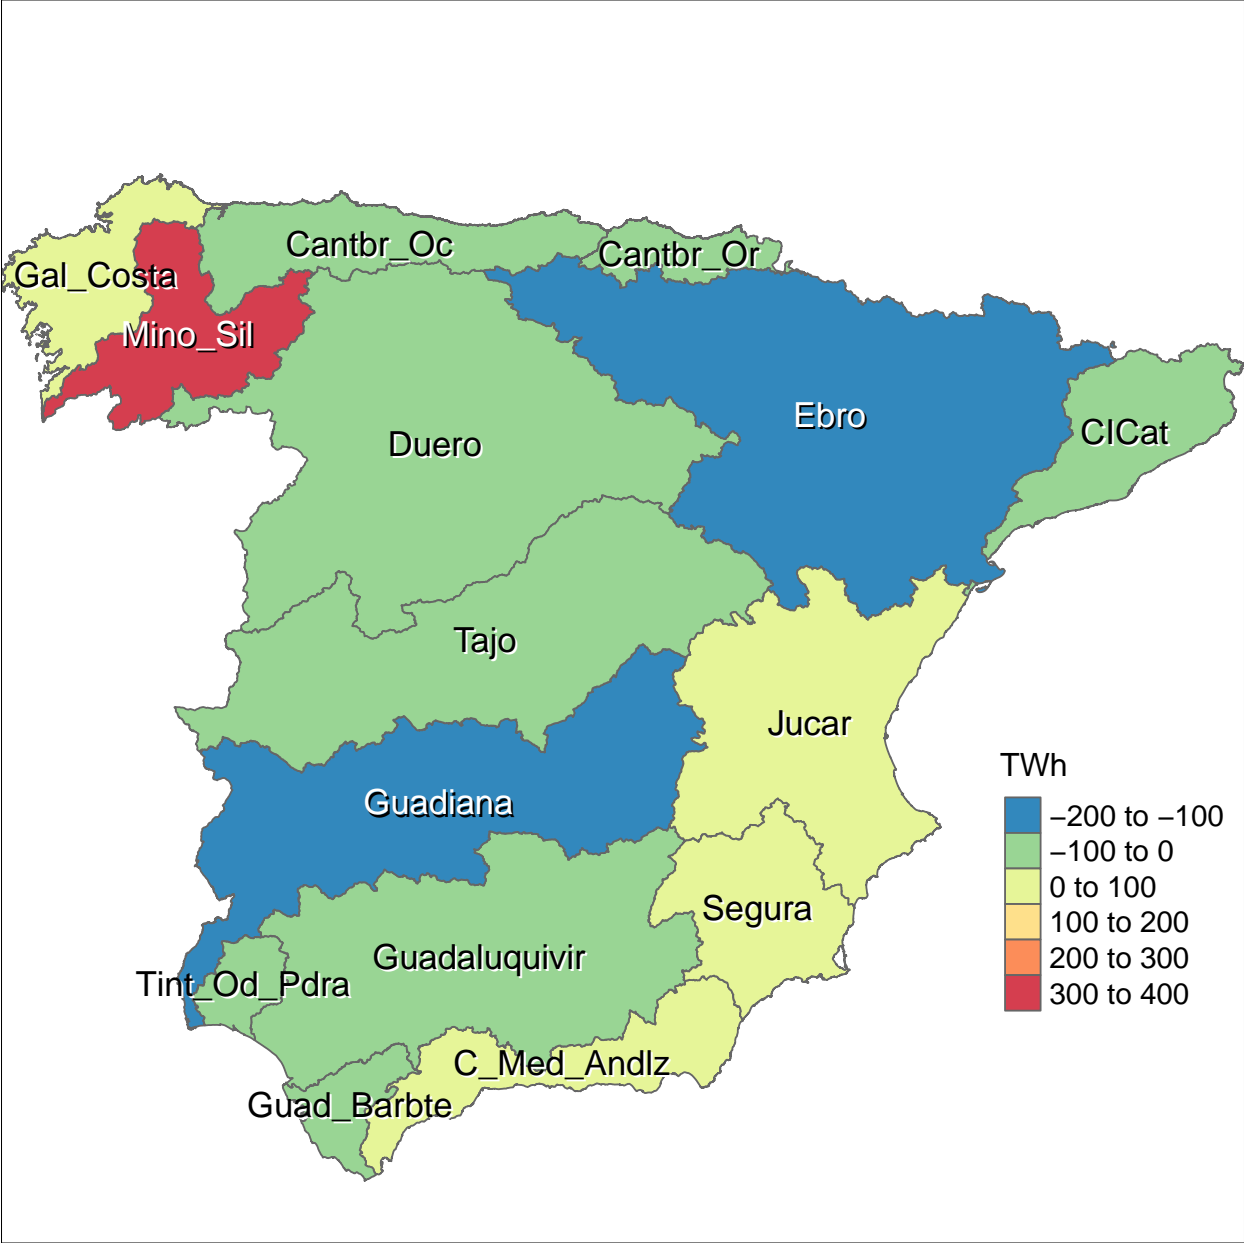 Cantbr_Oc
Cantbr_Or
Gal_Costa
Mino_Sil
Ebro
CICat
Duero
Tajo
Jucar
Guadiana
Segura
Guadaluquivir
Tint_Od_Pdra
C_Med_Andlz
Guad_Barbte
TWh
−200 to −100
−100 to 0
0 to 100
100 to 200
200 to 300
300 to 400